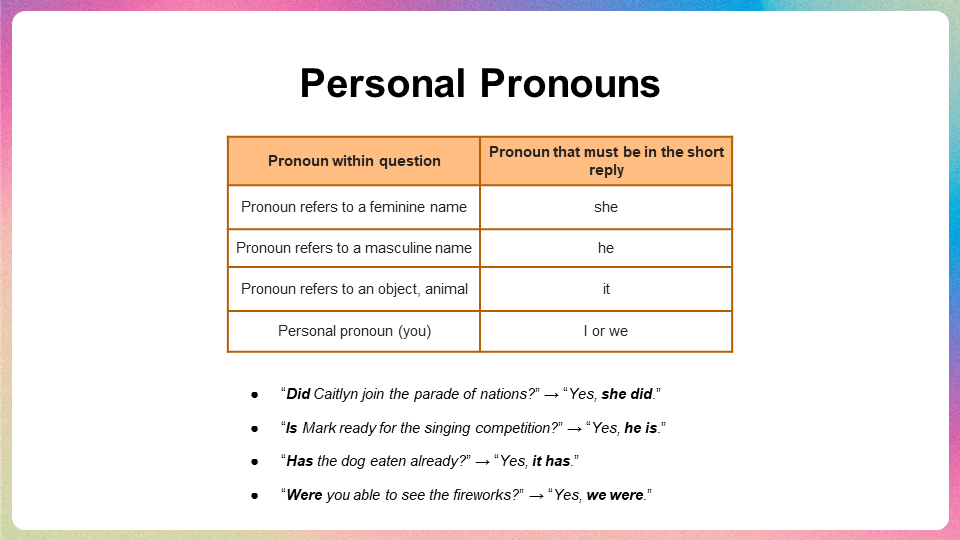 Personal Pronouns
Pronoun within question
Pronoun that must be in the short
reply
Pronoun refers to a feminine name
she
Pronoun refers to a masculine name
he
Pronoun refers to an object, animal
it
Personal pronoun (you)
I or we
● “Did Caitlyn join the parade of nations?” → “Yes, she did.”
● “Is Mark ready for the singing competition?” → “Yes, he is.”
● “Has the dog eaten already?” → “Yes, it has.”
● “Were you able to see the fireworks?” → “Yes, we were.”